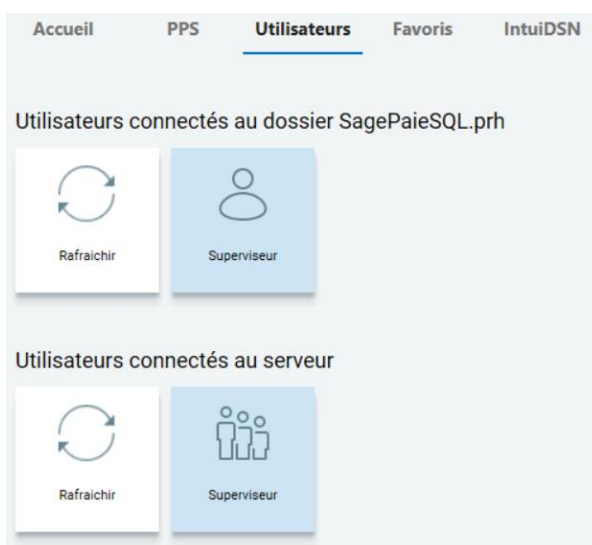 Accueil PPS Utilisateurs Favoris IntuiDSN
Utilisateurs connectés au dossier SagePaieSQL.prh
Rafraichir Superviseur
Utilisateurs connectés au serveur
Rafraichir Superviseur